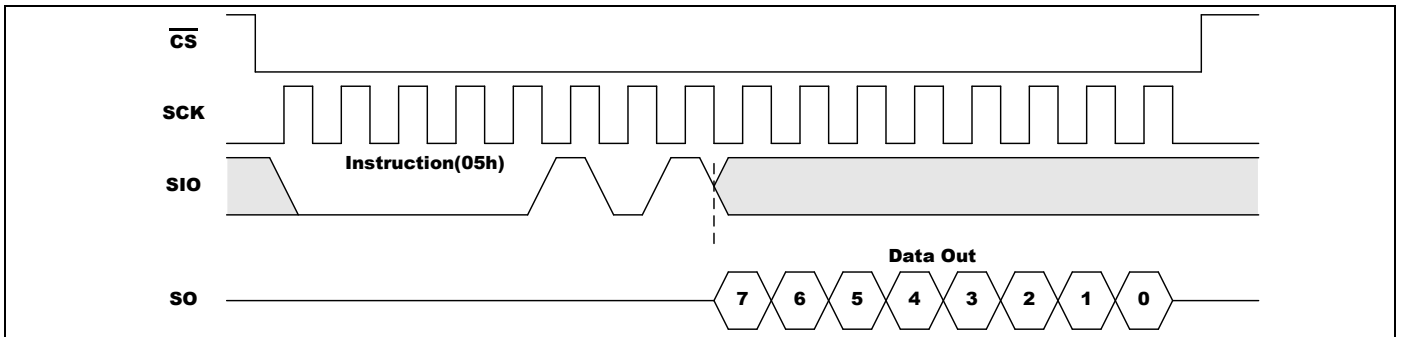 CS
SCK
Instruction(05h)
SIO
Data Out
SO 7 6 5 4 3 2 1 0